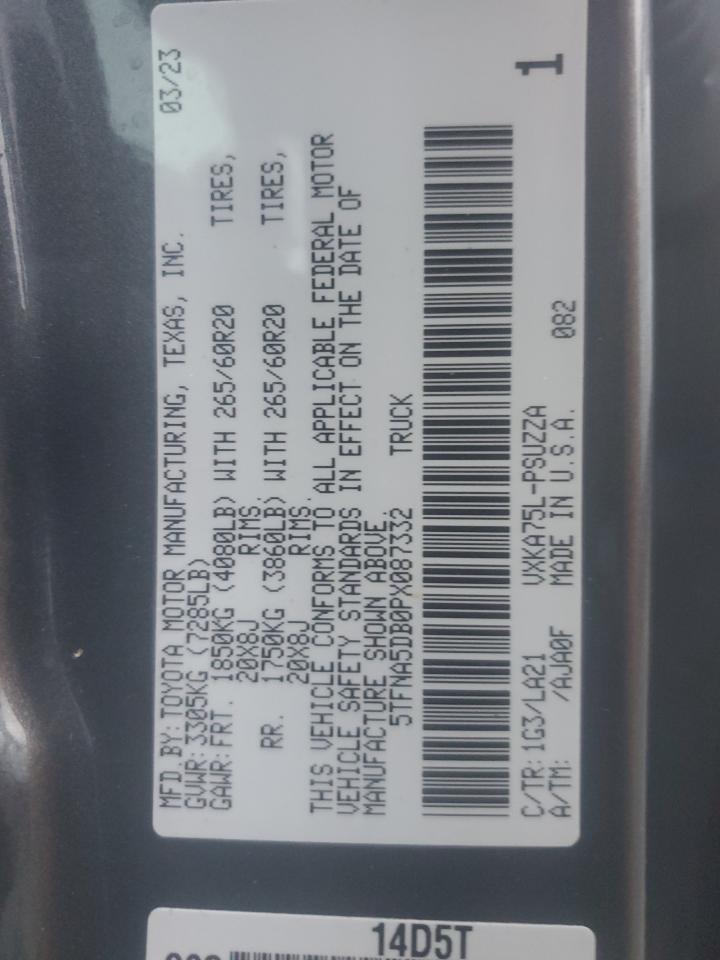 MFD.BY:TOYOTA MOTOR MANUFACTURING, TEXAS, INC. 03/23
GVWR:3305KG (7285LB)
GAWR:FRT. 1850KG (4080LB) WITH 265/60R20 TIRES,
20X8J RIMS.
RR. 1750KG (3860LB) WITH 265/60R20 TIRES,
20X8J RIMS.
THIS VEHICLE CONFORMS TO ALL APPLICABLE FEDERAL MOTOR
VEHICLE SAFETY STANDARDS IN EFFECT ON THE DATE OF
MANUFACTURE SHOWN ABOVE.
5TFNA5DB0PX087332 TRUCK
C/TR: 1G3/LA21 VXKA75L-PSUZZA 1
A/TM: /AJA0F MADE IN U.S.A. 082
14D5T